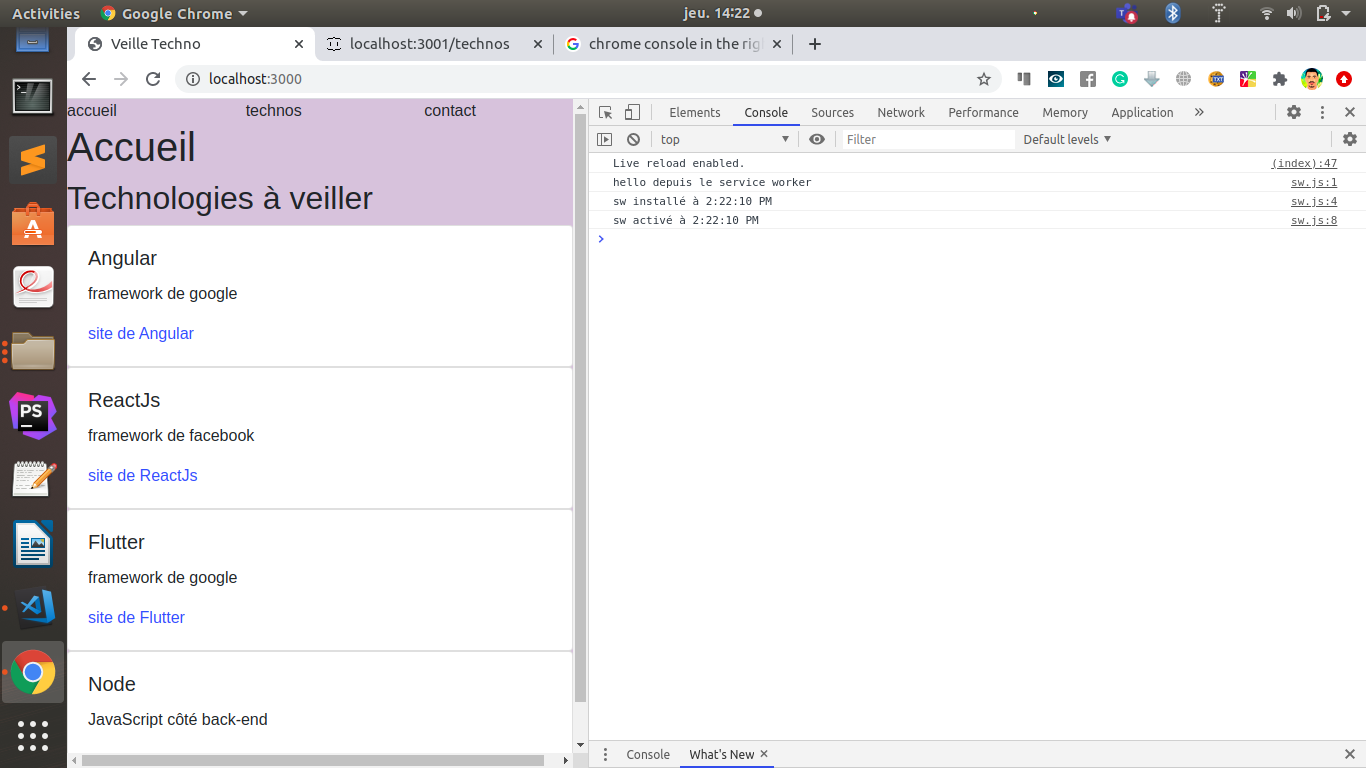 Activities Google Chrome jeu. 14:22
Veille Techno localhost:3001/technos chrome console in the rig
localhost:3000
accueil technos contact
Accueil
Technologies à veiller
Angular
framework de google
site de Angular
ReactJs
framework de facebook
site de ReactJs
Flutter
framework de google
site de Flutter
Node
JavaScript côté back-end
Elements Console Sources Network Performance Memory Application
top Filter Default levels
Live reload enabled. (index):47
hello depuis le service worker sw.js:1
sw installé à 2:22:10 PM sw.js:4
sw activé à 2:22:10 PM sw.js:8
Console What's New
PS